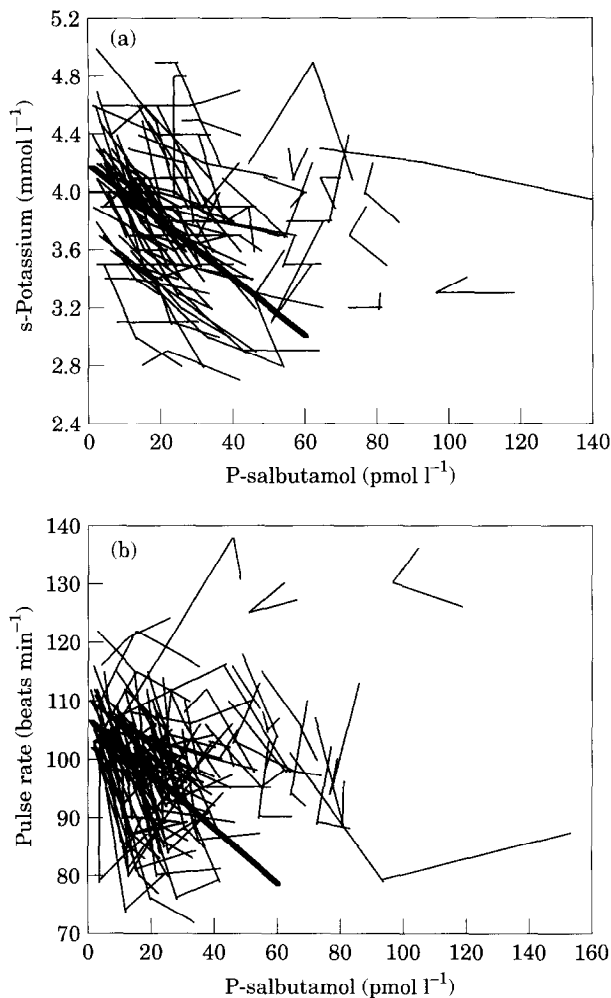 (a)
5.2
4.8
4.4
4.0
3.6
3.2
2.8
2.4
s-Potassium (mmol l⁻¹)
0 20 40 60 80 100 120 140
P-salbutamol (pmol l⁻¹)
(b)
140
130
120
110
100
90
80
70
Pulse rate (beats min⁻¹)
0 20 40 60 80 100 120 140 160
P-salbutamol (pmol l⁻¹)